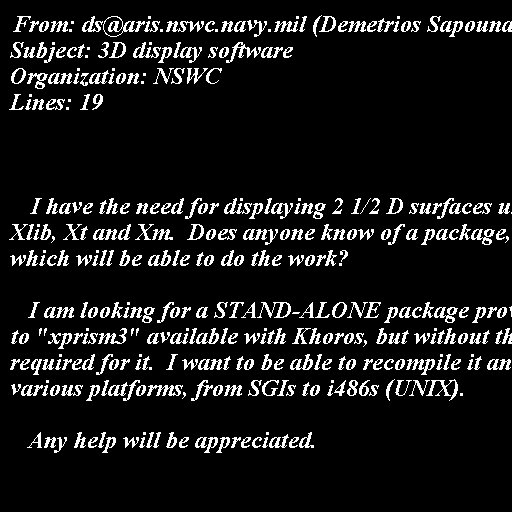 From: ds@aris.nswc.navy.mil (Demetrios Sapouna
Subject: 3D display software
Organization: NSWC
Lines: 19
I have the need for displaying 2 1/2 D surfaces u
Xlib, Xt and Xm.  Does anyone know of a package,
which will be able to do the work?
I am looking for a STAND-ALONE package prov
to "xprism3" available with Khoros, but without th
required for it.  I want to be able to recompile it an
various platforms, from SGIs to i486s (UNIX).
Any help will be appreciated.